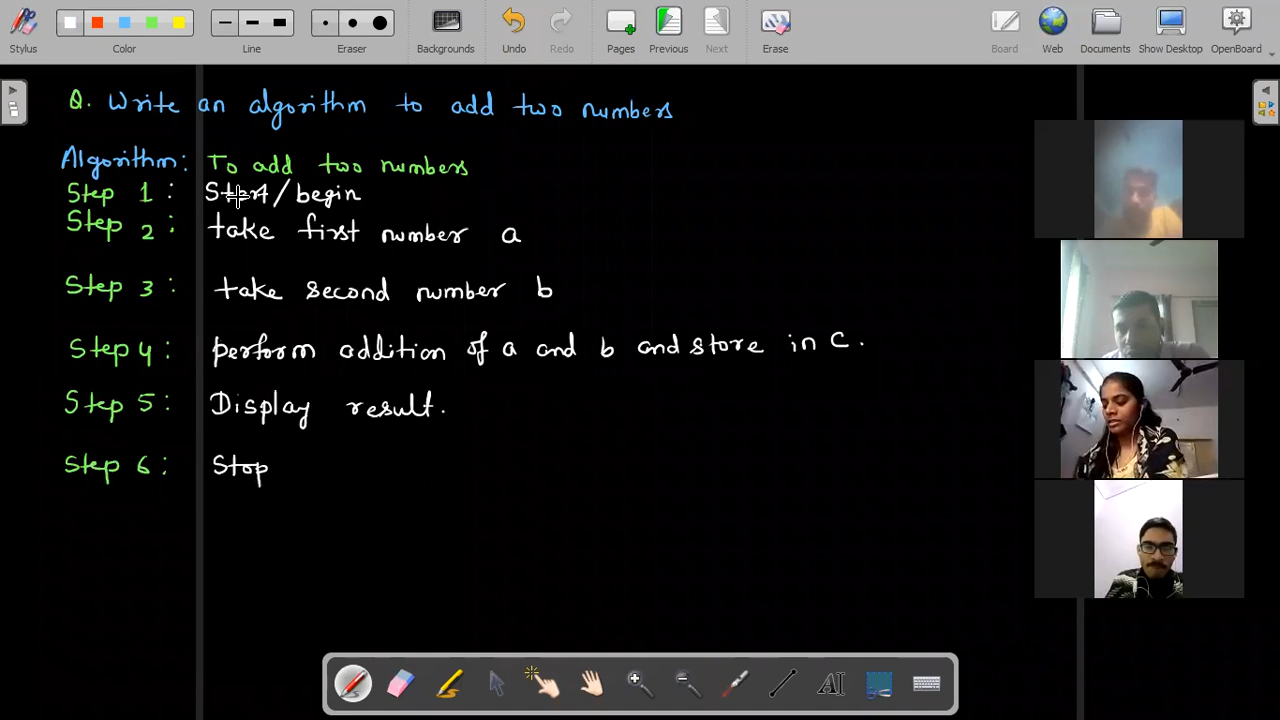 Stylus
Color
Line
Eraser
Backgrounds
Undo
Redo
Pages
Previous
Next
Erase
Board
Web
Documents
Show Desktop
OpenBoard
Q. Write an algorithm to add two numbers
Algorithm: To add two numbers
Step 1: Start/begin
Step 2: take first number a
Step 3: take second number b
Step 4: perform addition of a and b and store in C.
Step 5: Display result.
Step 6: Stop
AI